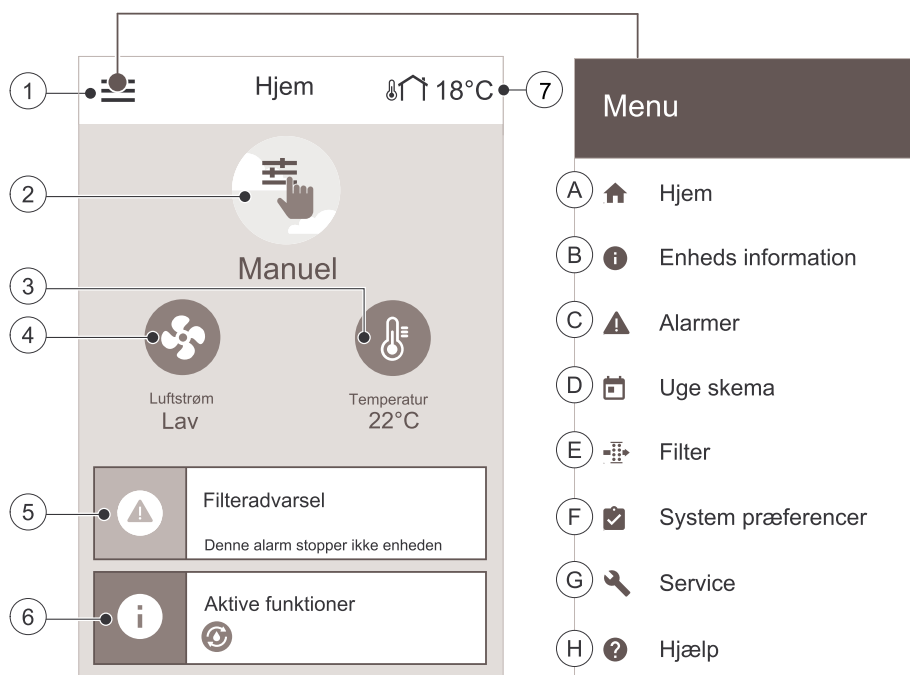 1
Hjem
18°C
7
2
Manuel
3
4
Luftstrøm
Lav
Temperatur
22°C
5
Filteradvarsel
Denne alarm stopper ikke enheden
6
Aktive funktioner
Menu
A Hjem
B Enheds information
C Alarmer
D Uge skema
E Filter
F System præferencer
G Service
H Hjælp